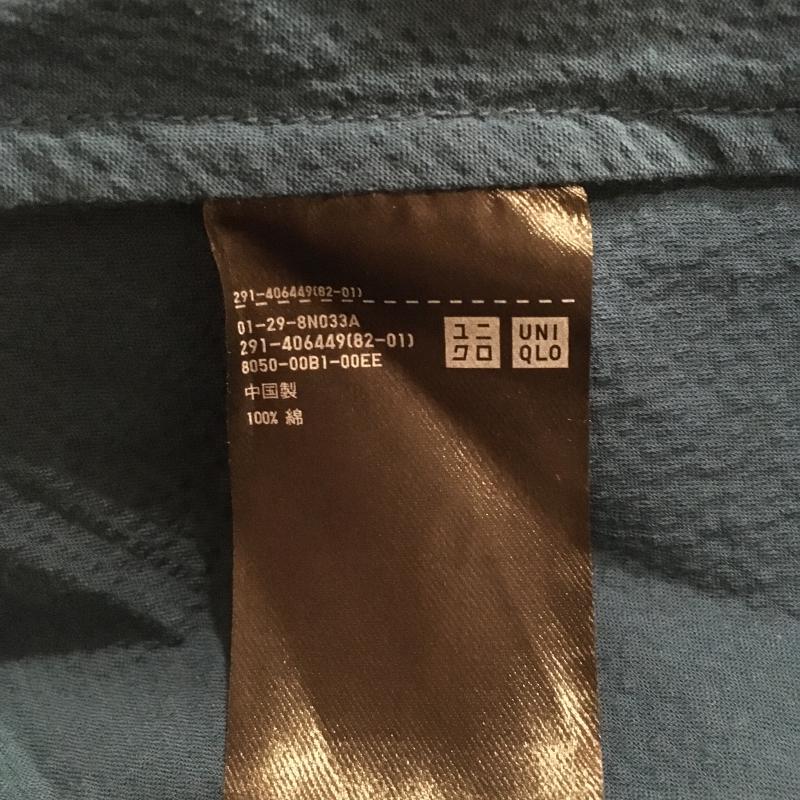 291-406449(82-01)
01-29-8N033A
291-406449(82-01)
8050-00B1-00EE
中国製
100% 綿
ユニ
クロ
UNI
QLO